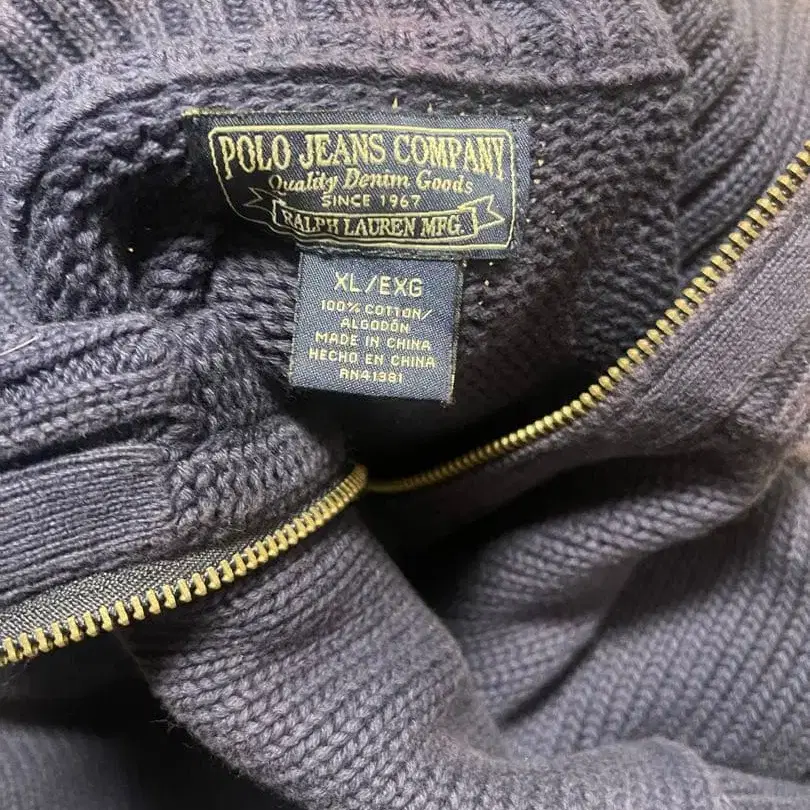 POLO JEANS COMPANY
Quality Denim Goods
SINCE 1967
RALPH LAUREN MFG.
XL/EXG
100% COTTON/
ALGODÓN
MADE IN CHINA
HECHO EN CHINA
RN41381